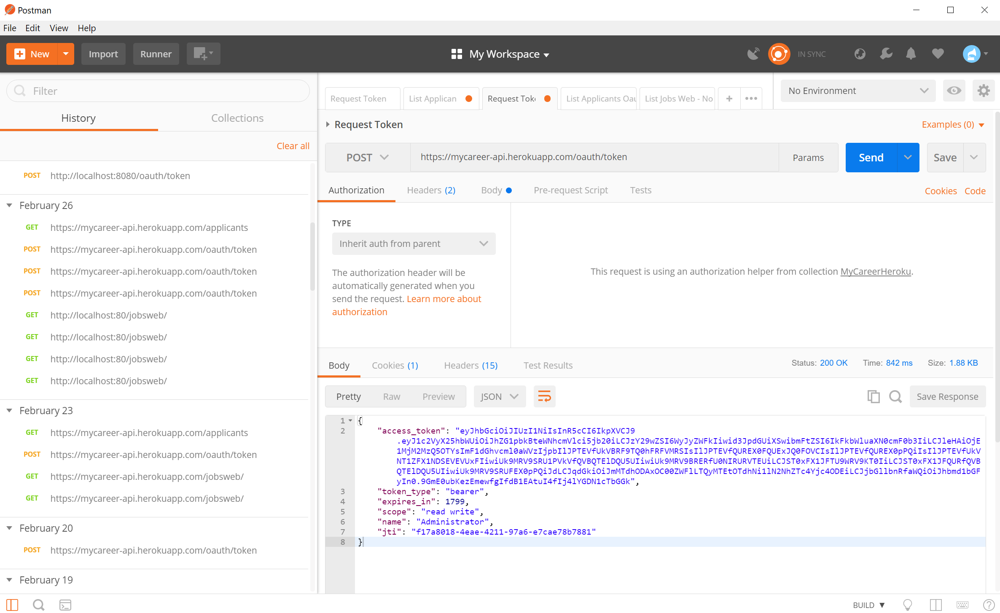 Postman
File Edit View Help
New Import Runner My Workspace IN SYNC
Filter
History Collections
Clear all
POST http://localhost:8080/oauth/token
February 26
GET https://mycareer-api.herokuapp.com/applicants
POST https://mycareer-api.herokuapp.com/oauth/token
POST https://mycareer-api.herokuapp.com/oauth/token
POST https://mycareer-api.herokuapp.com/oauth/token
GET http://localhost:80/jobsweb/
GET http://localhost:80/jobsweb/
GET http://localhost:80/jobsweb/
GET http://localhost:80/jobsweb/
February 23
GET https://mycareer-api.herokuapp.com/applicants
POST https://mycareer-api.herokuapp.com/oauth/token
GET https://mycareer-api.herokuapp.com/jobsweb/
GET https://mycareer-api.herokuapp.com/jobsweb/
February 20
POST https://mycareer-api.herokuapp.com/oauth/token
February 19
Request Token List Applican Request Toke List Applicants Oau List Jobs Web - No
No Environment
Request Token
Examples (0)
POST https://mycareer-api.herokuapp.com/oauth/token Params Send Save
Authorization Headers (2) Body Pre-request Script Tests Cookies Code
TYPE
Inherit auth from parent
The authorization header will be
automatically generated when you
send the request. Learn more about
authorization
This request is using an authorization helper from collection MyCareerHeroku.
Body Cookies (1) Headers (15) Test Results Status: 200 OK Time: 842 ms Size: 1.88 KB
Pretty Raw Preview JSON Save Response
1 {
2 "access_token": "eyJhbGciOiJIUzI1NiIsInR5cCI6IkpXVCJ9
.eyJ1c2VyX25hbWUiOiJhZG1pbkBteWNhcmVlci5jb20iLCJzY29wZSI6WyJyZWFkIiwid3JpdGUiXSwibmFtZSI6IkFkbWluaXN0cmF0b3IiLCJleHAiOjE
1MjM2MzQ5OTYsImF1dGhvcml0aWVzIjpbIlJPTEVfUkVBRF9TQ0hFRFVMRSIsIlJPTEVfQUREX0FQUExJQ0FOVCIsIlJPTEVfQUREX0pPQiIsIlJPTEVfUkV
NT1ZFX1NDSEVEVUxFIiwiUk9MRV9SRU1PVkVfQVBQTElDQU5UIiwiUk9MRV9BRERfU0NIRURVTEUiLCJST0xFX1JFTU9WRV9KT0IiLCJST0xFX1JFQURfQVB
QTElDQU5UIiwiUk9MRV9SRUFEX0pPQiJdLCJqdGkiOiJmMTdhODAxOC00ZWFlLTQyMTEtOTdhNi1lN2NhZTc4Yjc4ODEiLCJjbGllbnRfaWQiOiJhbmd1bGF
yIn0.9GmE0ubKezEmewfgIfdB1EAtuI4fIj4lYGDN1cTbGGk",
3 "token_type": "bearer",
4 "expires_in": 1799,
5 "scope": "read write",
6 "name": "Administrator",
7 "jti": "f17a8018-4eae-4211-97a6-e7cae78b7881"
8 }
BUILD